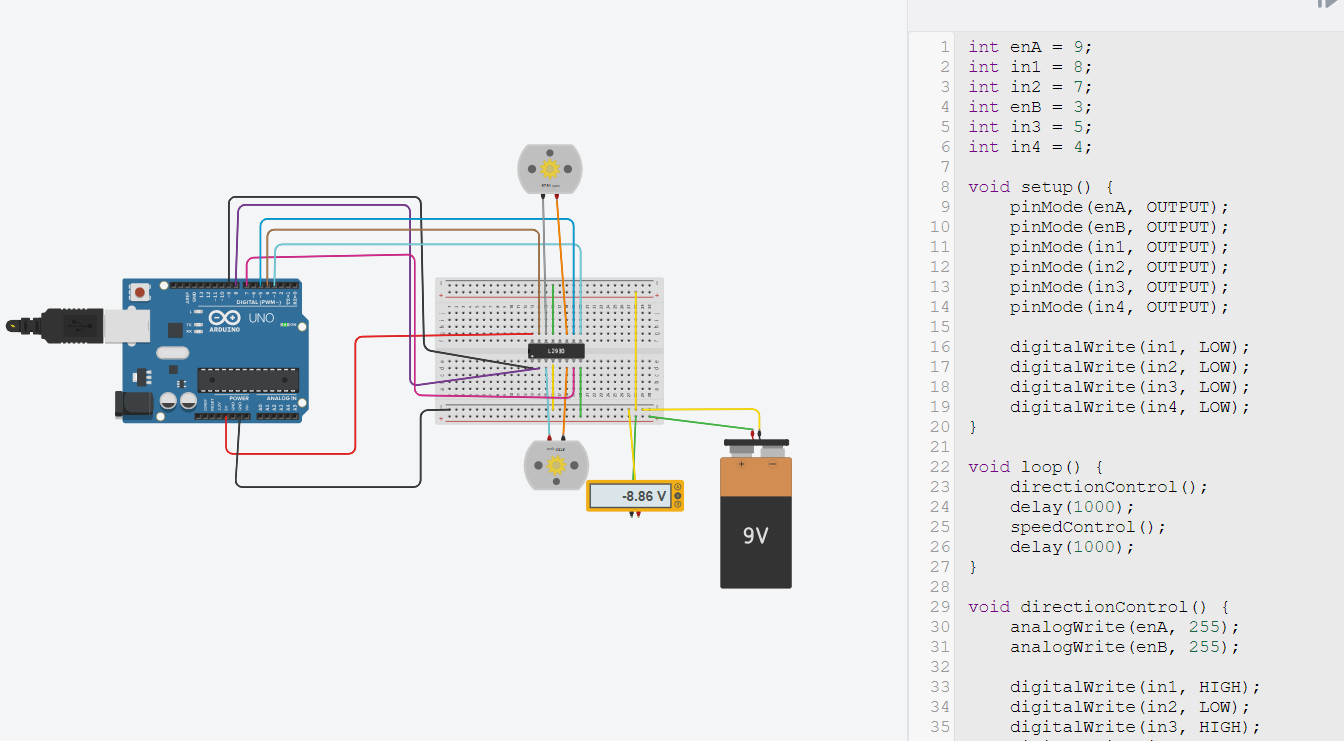 DIGITAL (PWM~)
UNO
ARDUINO
TX
RX
ON
POWER
ANALOG IN
L293D
-8.86 V
+
−
9V
1 int enA = 9;
2 int in1 = 8;
3 int in2 = 7;
4 int enB = 3;
5 int in3 = 5;
6 int in4 = 4;
7
8 void setup() {
9 pinMode(enA, OUTPUT);
10 pinMode(enB, OUTPUT);
11 pinMode(in1, OUTPUT);
12 pinMode(in2, OUTPUT);
13 pinMode(in3, OUTPUT);
14 pinMode(in4, OUTPUT);
15
16 digitalWrite(in1, LOW);
17 digitalWrite(in2, LOW);
18 digitalWrite(in3, LOW);
19 digitalWrite(in4, LOW);
20 }
21
22 void loop() {
23 directionControl();
24 delay(1000);
25 speedControl();
26 delay(1000);
27 }
28
29 void directionControl() {
30 analogWrite(enA, 255);
31 analogWrite(enB, 255);
32
33 digitalWrite(in1, HIGH);
34 digitalWrite(in2, LOW);
35 digitalWrite(in3, HIGH);